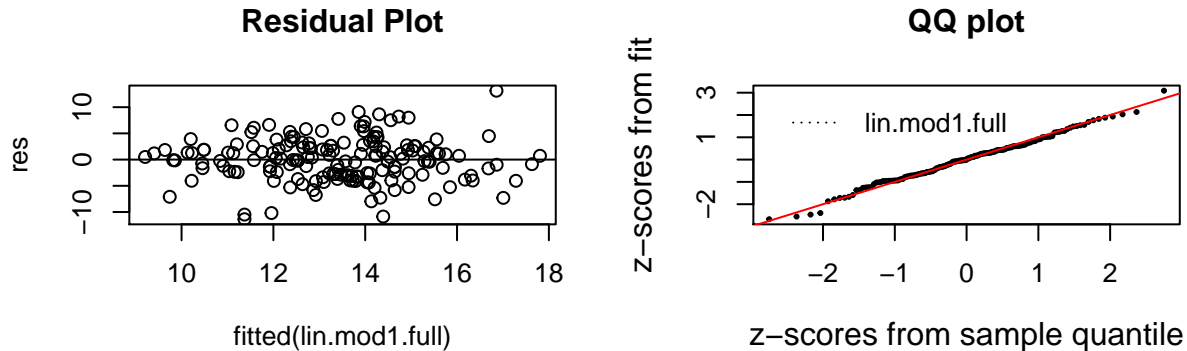 Residual Plot
res
10
0
−10
10 12 14 16 18
fitted(lin.mod1.full)
QQ plot
z−scores from fit
3
1
−2
lin.mod1.full
−2 −1 0 1 2
z−scores from sample quantile